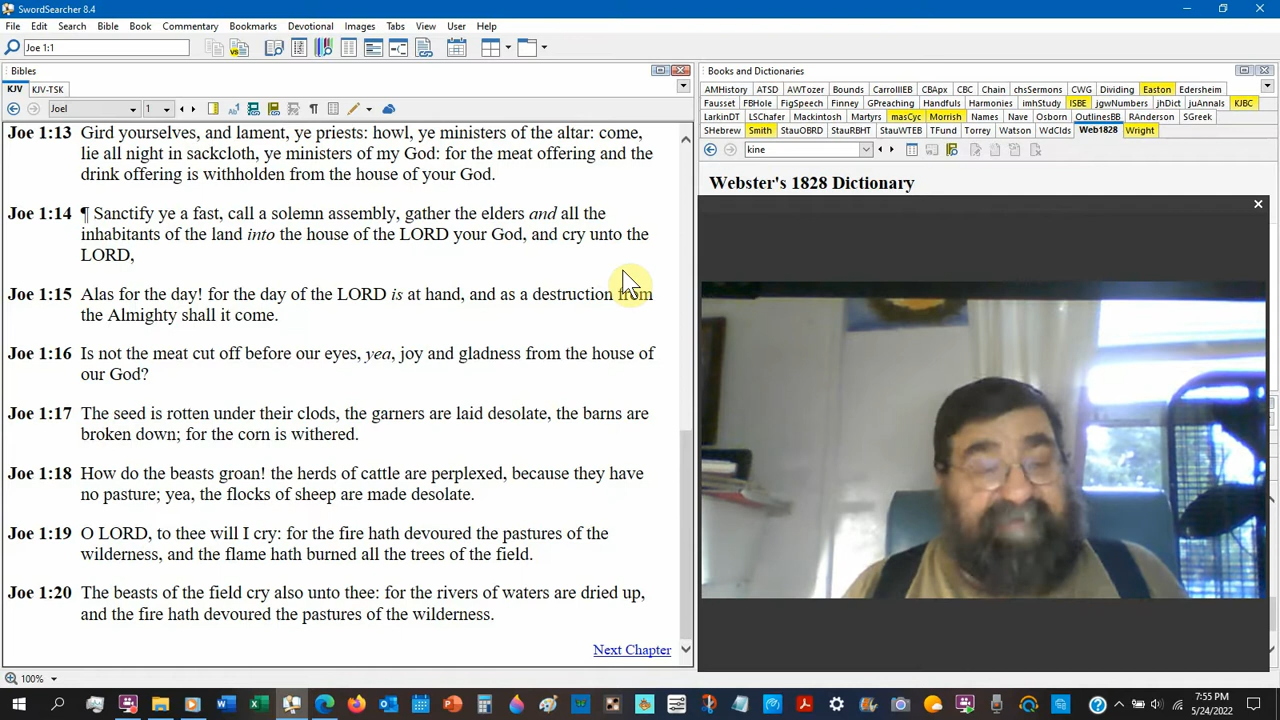 SwordSearcher 8.4
File Edit Search Bible Book Commentary Bookmarks Devotional Images Tabs View User Help
Joe 1:1
Bibles
KJV KJV-TSK
Joel 1
Joe 1:13 Gird yourselves, and lament, ye priests: howl, ye ministers of the altar: come,
lie all night in sackcloth, ye ministers of my God: for the meat offering and the
drink offering is withholden from the house of your God.
Joe 1:14 ¶ Sanctify ye a fast, call a solemn assembly, gather the elders and all the
inhabitants of the land into the house of the LORD your God, and cry unto the
LORD,
Joe 1:15 Alas for the day! for the day of the LORD is at hand, and as a destruction from
the Almighty shall it come.
Joe 1:16 Is not the meat cut off before our eyes, yea, joy and gladness from the house of
our God?
Joe 1:17 The seed is rotten under their clods, the garners are laid desolate, the barns are
broken down; for the corn is withered.
Joe 1:18 How do the beasts groan! the herds of cattle are perplexed, because they have
no pasture; yea, the flocks of sheep are made desolate.
Joe 1:19 O LORD, to thee will I cry: for the fire hath devoured the pastures of the
wilderness, and the flame hath burned all the trees of the field.
Joe 1:20 The beasts of the field cry also unto thee: for the rivers of waters are dried up,
and the fire hath devoured the pastures of the wilderness.
Next Chapter
100%
Books and Dictionaries
AMHistory ATSD AWTozer Bounds CarrollEB CBApx CBC Chain chsSermons CWG Dividing Easton Edersheim
Fausset FBHole FigSpeech Finney GPreaching Handfuls Harmonies imhStudy ISBE jgwNumbers jhDict juAnnals KJBC
LarkinDT LSChafer Mackintosh Martyrs masCyc Morrish Names Nave Osborn OutlinesBB RAnderson SGreek
SHebrew Smith StauOBRD StauRBHT StauWTEB TFund Torrey Watson WdClds Web1828 Wright
kine
Webster's 1828 Dictionary
7:55 PM
5/24/2022